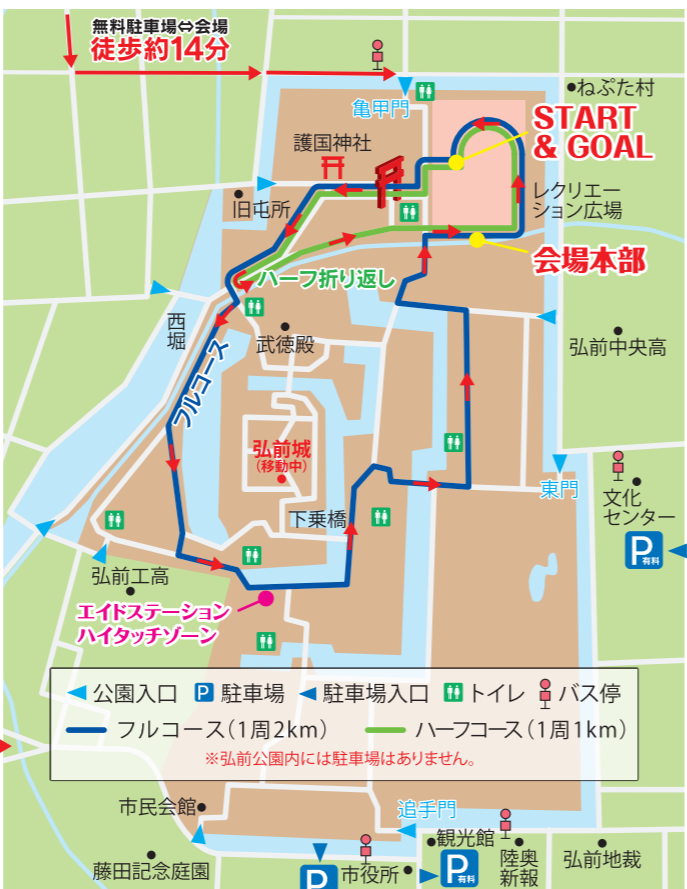 無料駐車場⇔会場
徒歩約14分
ねぷた村
亀甲門
START
& GOAL
護国神社
旧屯所
レクリエー
ション広場
会場本部
ハーフ折り返し
西堀
武徳殿
弘前中央高
フルコース
弘前城
(移動中)
東門
文化
センター
P
有料
下乗橋
弘前工高
エイドステーション
ハイタッチゾーン
公園入口 P 駐車場 駐車場入口 トイレ バス停
フルコース(1周2km) ハーフコース(1周1km)
※弘前公園内には駐車場はありません。
市民会館
追手門
観光館
藤田記念庭園
P
市役所
P
有料
陸奥
新報
弘前地裁